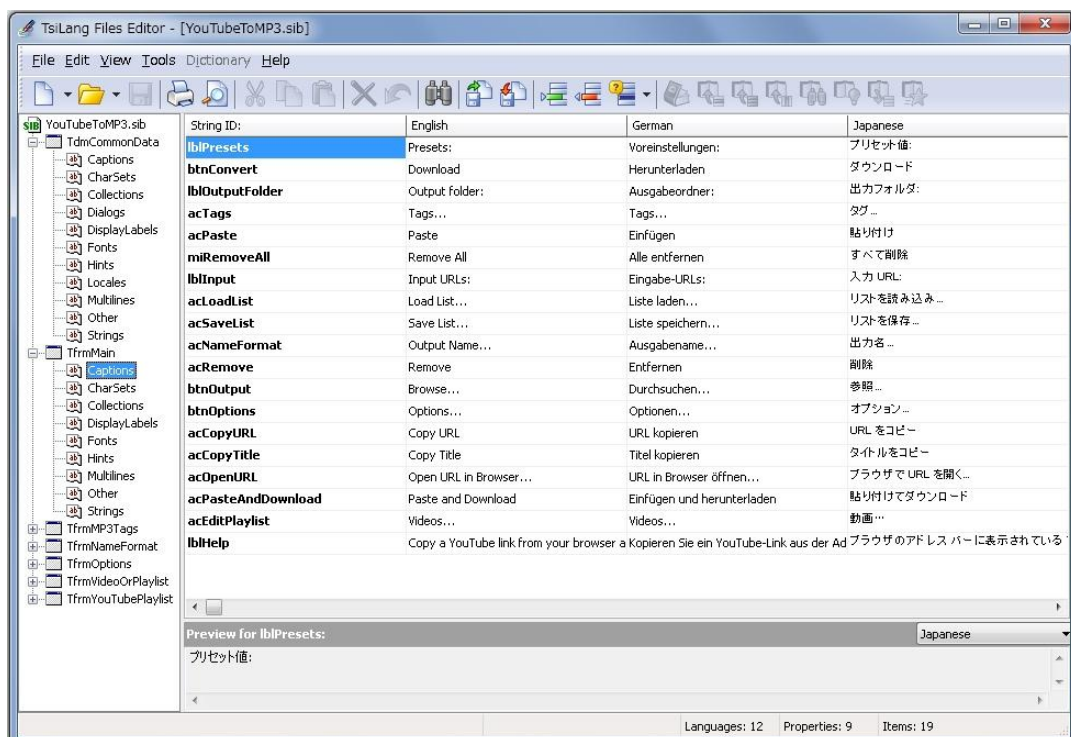 TsiLang Files Editor - [YouTubeToMP3.sib]
File Edit View Tools Dictionary Help
YouTubeToMP3.sib
TdmCommonData
Captions
CharSets
Collections
Dialogs
DisplayLabels
Fonts
Hints
Locales
Multilines
Other
Strings
TfrmMain
Captions
CharSets
Collections
DisplayLabels
Fonts
Hints
Multilines
Other
Strings
TfrmMP3Tags
TfrmNameFormat
TfrmOptions
TfrmVideoOrPlaylist
TfrmYouTubePlaylist
String ID: English German Japanese
lblPresets Presets: Voreinstellungen: プリセット値:
btnConvert Download Herunterladen ダウンロード
lblOutputFolder Output folder: Ausgabeordner: 出力フォルダ:
acTags Tags... Tags... タグ...
acPaste Paste Einfügen 貼り付け
miRemoveAll Remove All Alle entfernen すべて削除
lblInput Input URLs: Eingabe-URLs: 入力 URL:
acLoadList Load List... Liste laden... リストを読み込み...
acSaveList Save List... Liste speichern... リストを保存...
acNameFormat Output Name... Ausgabename... 出力名...
acRemove Remove Entfernen 削除
btnOutput Browse... Durchsuchen... 参照...
btnOptions Options... Optionen... オプション...
acCopyURL Copy URL URL kopieren URL をコピー
acCopyTitle Copy Title Titel kopieren タイトルをコピー
acOpenURL Open URL in Browser... URL in Browser öffnen... ブラウザで URL を開く...
acPasteAndDownload Paste and Download Einfügen und herunterladen 貼り付けてダウンロード
acEditPlaylist Videos... Videos... 動画…
lblHelp Copy a YouTube link from your browser a Kopieren Sie ein YouTube-Link aus der Ad ブラウザのアドレス バーに表示されている
Preview for lblPresets: Japanese
プリセット値:
Languages: 12 Properties: 9 Items: 19